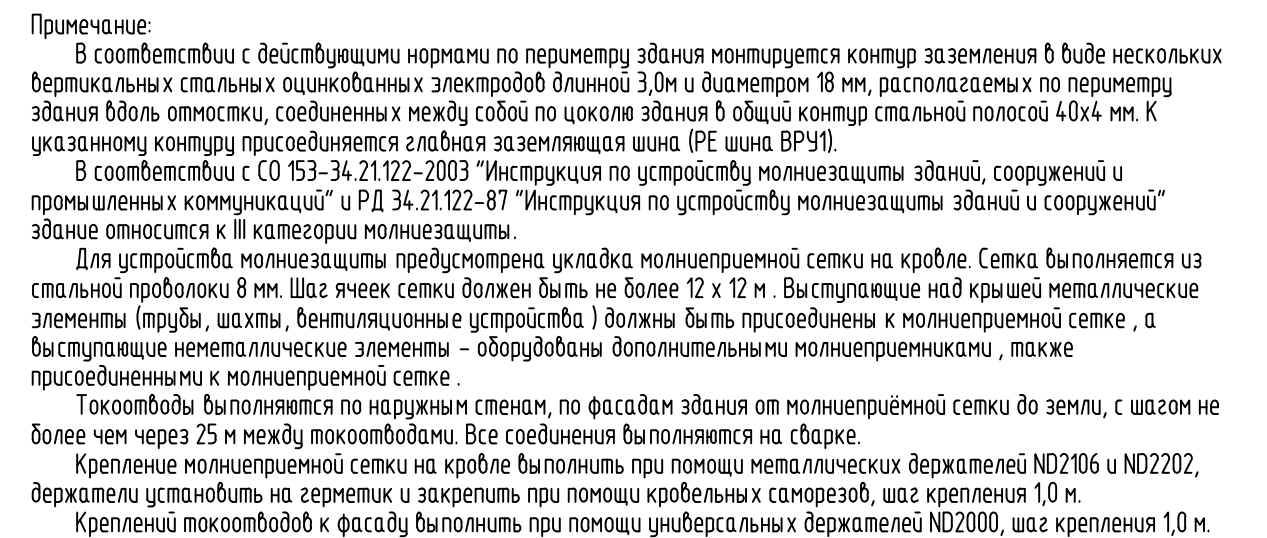 Примечание:
В соответствии с действующими нормами по периметру здания монтируется контур заземления в виде нескольких
вертикальных стальных оцинкованных электродов длинной 3,0м и диаметром 18 мм, располагаемых по периметру
здания вдоль отмостки, соединенных между собой по цоколю здания в общий контур стальной полосой 40х4 мм. К
указанному контуру присоединяется главная заземляющая шина (РЕ шина ВРУ1).
В соответствии с СО 153-34.21.122-2003 "Инструкция по устройству молниезащиты зданий, сооружений и
промышленных коммуникаций" и РД 34.21.122-87 "Инструкция по устройству молниезащиты зданий и сооружений"
здание относится к III категории молниезащиты.
Для устройства молниезащиты предусмотрена укладка молниеприемной сетки на кровле. Сетка выполняется из
стальной проволоки 8 мм. Шаг ячеек сетки должен быть не более 12 х 12 м . Выступающие над крышей металлические
элементы (трубы, шахты, вентиляционные устройства ) должны быть присоединены к молниеприемной сетке , а
выступающие неметаллические элементы – оборудованы дополнительными молниеприемниками , также
присоединенными к молниеприемной сетке .
Токоотводы выполняются по наружным стенам, по фасадам здания от молниеприёмной сетки до земли, с шагом не
более чем через 25 м между токоотводами. Все соединения выполняются на сварке.
Крепление молниеприемной сетки на кровле выполнить при помощи металлических держателей ND2106 и ND2202,
держатели установить на герметик и закрепить при помощи кровельных саморезов, шаг крепления 1,0 м.
Креплений токоотводов к фасаду выполнить при помощи универсальных держателей ND2000, шаг крепления 1,0 м.